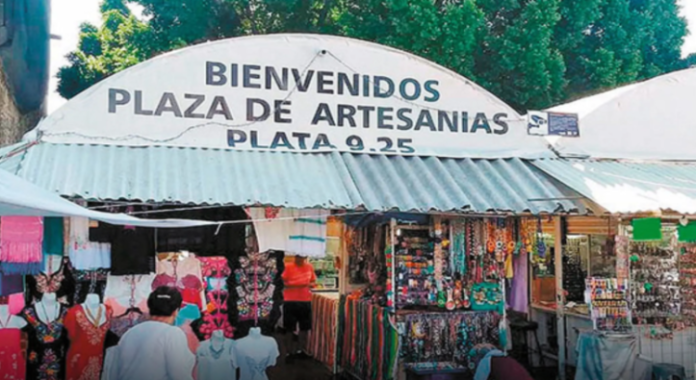 BIENVENIDOS
PLAZA DE ARTESANIAS
PLATA 9.25